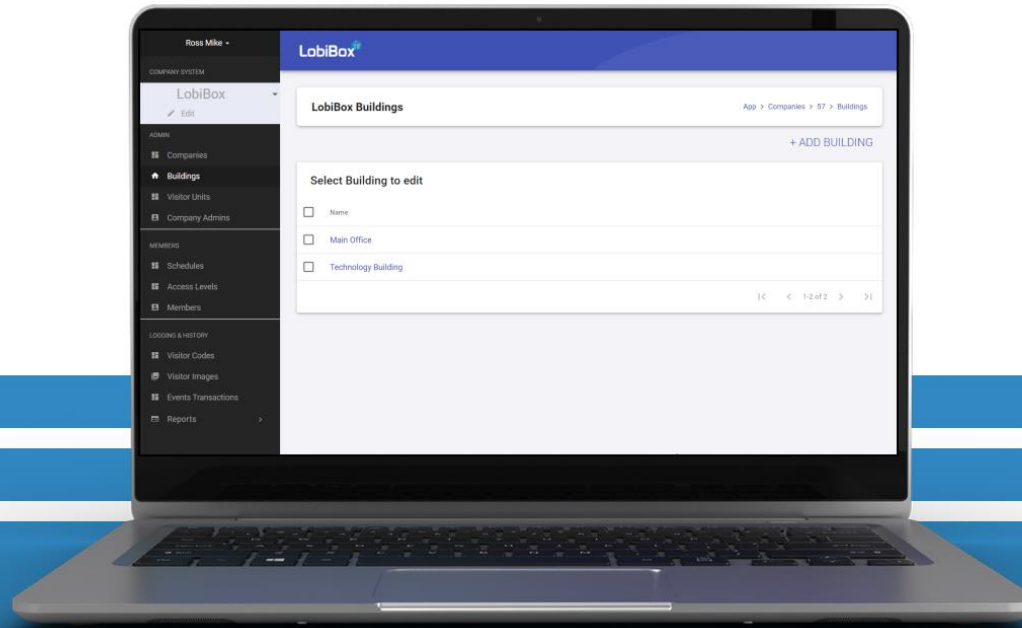 Ross Mike
COMPANY SYSTEM
LobiBox
Edit
ADMIN
Companies
Buildings
Visitor Units
Company Admins
MEMBERS
Schedules
Access Levels
Members
LOGGING & HISTORY
Visitor Codes
Visitor Images
Events Transactions
Reports >
LobiBox
LobiBox Buildings
App > Companies > 57 > Buildings
+ ADD BUILDING
Select Building to edit
Name
Main Office
Technology Building
1-2 of 2